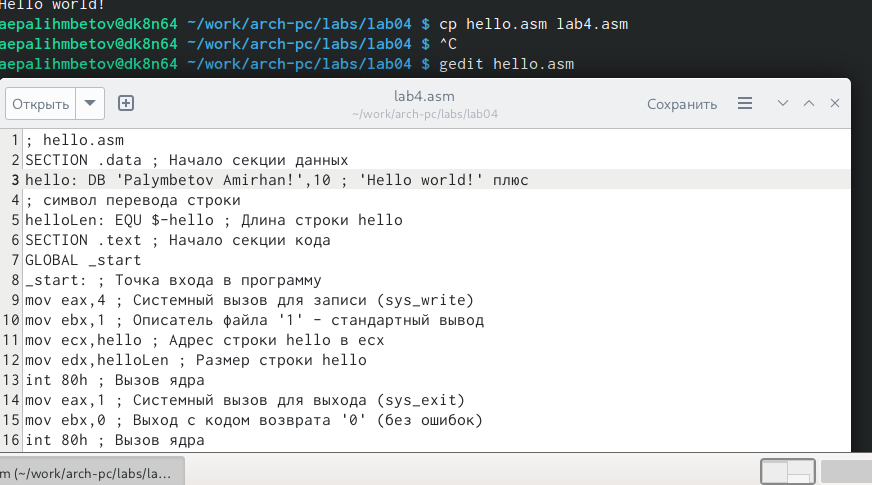 Hello world!
aepalihmbetov@dk8n64 ~/work/arch-pc/labs/lab04 $ cp hello.asm lab4.asm
aepalihmbetov@dk8n64 ~/work/arch-pc/labs/lab04 $ ^C
aepalihmbetov@dk8n64 ~/work/arch-pc/labs/lab04 $ gedit hello.asm
Открыть
lab4.asm
~/work/arch-pc/labs/lab04
Сохранить
1 ; hello.asm
2 SECTION .data ; Начало секции данных
3 hello: DB 'Palymbetov Amirhan!',10 ; 'Hello world!' плюс
4 ; символ перевода строки
5 helloLen: EQU $-hello ; Длина строки hello
6 SECTION .text ; Начало секции кода
7 GLOBAL _start
8 _start: ; Точка входа в программу
9 mov eax,4 ; Системный вызов для записи (sys_write)
10 mov ebx,1 ; Описатель файла '1' - стандартный вывод
11 mov ecx,hello ; Адрес строки hello в ecx
12 mov edx,helloLen ; Размер строки hello
13 int 80h ; Вызов ядра
14 mov eax,1 ; Системный вызов для выхода (sys_exit)
15 mov ebx,0 ; Выход с кодом возврата '0' (без ошибок)
16 int 80h ; Вызов ядра
m (~/work/arch-pc/labs/la…